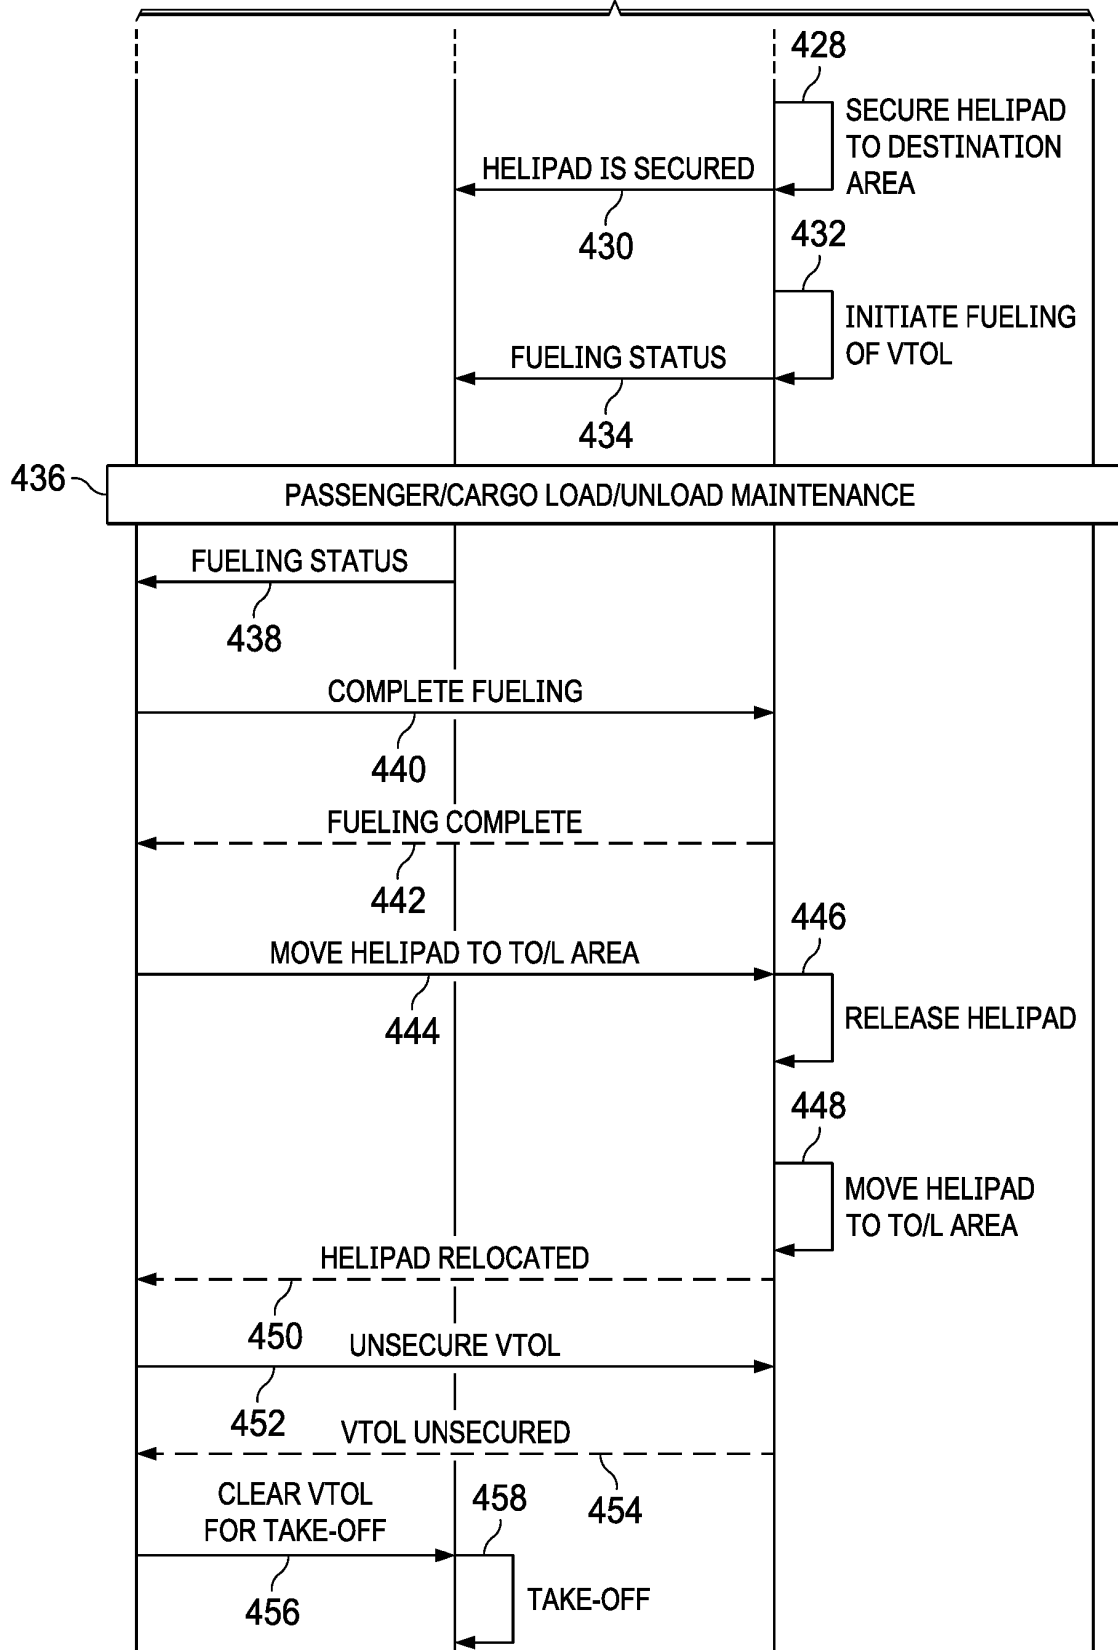 428
SECURE HELIPAD
TO DESTINATION
AREA
HELIPAD IS SECURED
430
432
INITIATE FUELING
OF VTOL
FUELING STATUS
434
436
PASSENGER/CARGO LOAD/UNLOAD MAINTENANCE
FUELING STATUS
438
COMPLETE FUELING
440
FUELING COMPLETE
442
446
MOVE HELIPAD TO TO/L AREA
444
RELEASE HELIPAD
448
MOVE HELIPAD
TO TO/L AREA
HELIPAD RELOCATED
450
UNSECURE VTOL
452
VTOL UNSECURED
454
CLEAR VTOL
FOR TAKE-OFF
456
458
TAKE-OFF